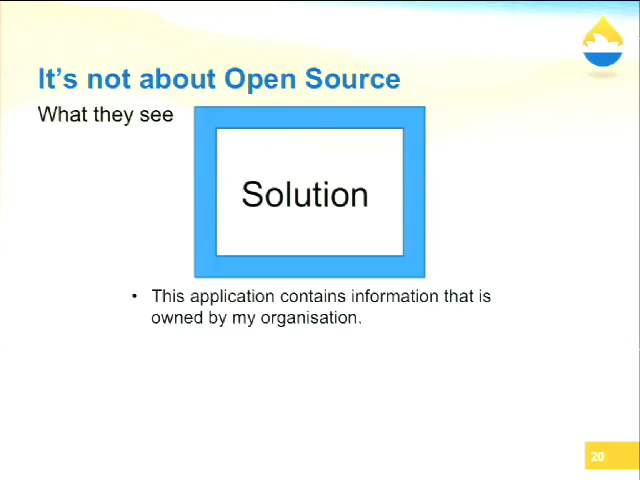 It's not about Open Source
What they see
Solution
• This application contains information that is
owned by my organisation.
20